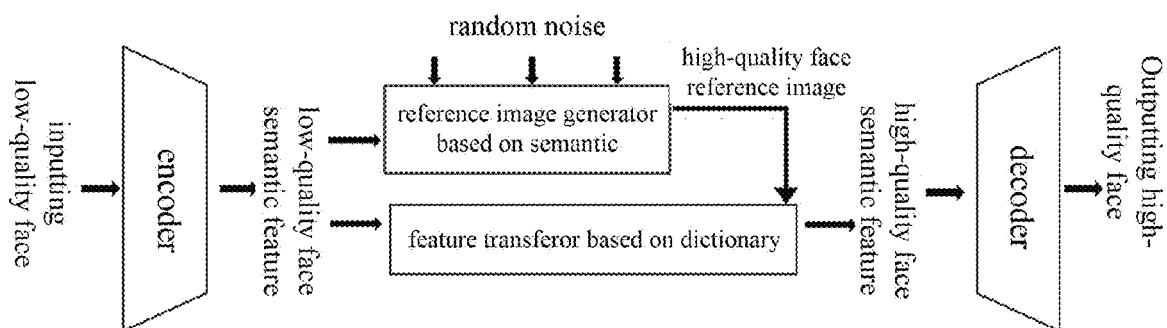 random noise
high-quality face
reference image
inputting
low-quality face
encoder
low-quality face
semantic feature
reference image generator
based on semantic
feature transferor based on dictionary
high-quality face
semantic feature
decoder
Outputting high-
quality face